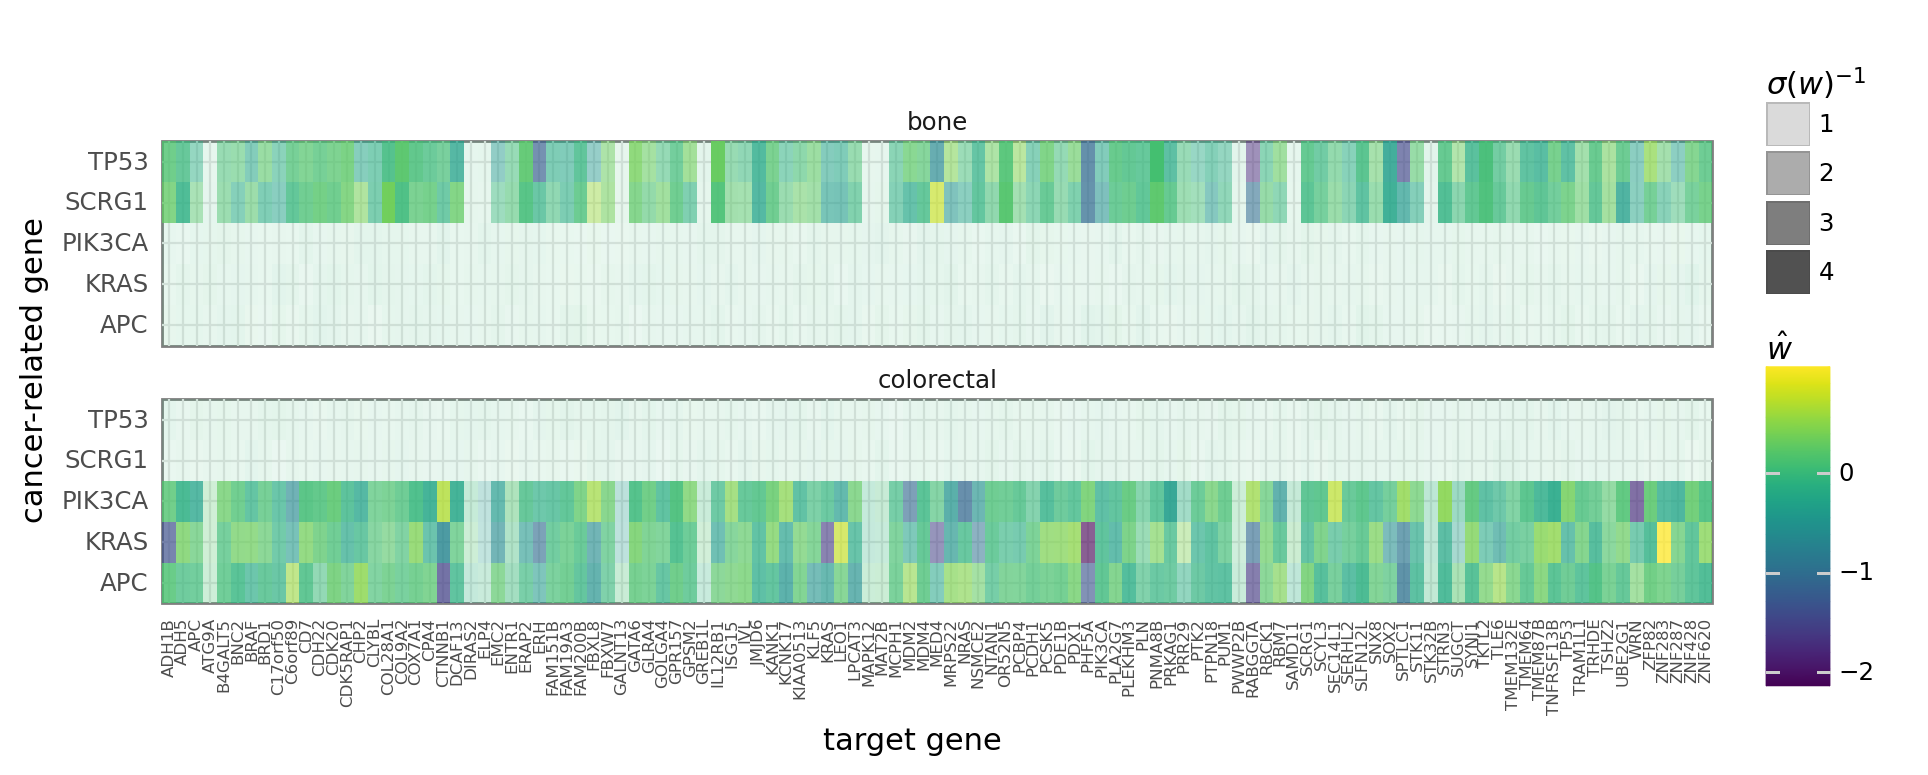 σ(w)⁻¹
1
2
3
4
ŵ
0
−1
−2
bone
TP53
SCRG1
PIK3CA
KRAS
APC
colorectal
TP53
SCRG1
PIK3CA
KRAS
APC
cancer-related gene
ADH1B
ADH5
APC
ATG9A
B4GALT5
BNC2
BRAF
BRD1
C17orf50
C6orf89
CD7
CDH22
CDK20
CDK5RAP1
CHP2
CLYBL
COL28A1
COL9A2
COX7A1
CPA4
CTNNB1
DCAF13
DIRAS2
ELP4
EMC2
ENTR1
ERAP2
ERH
FAM151B
FAM19A3
FAM200B
FBXL8
FBXW7
GALNT13
GATA6
GLRA4
GOLGA4
GPR157
GPSM2
GREB1L
IL12RB1
ISG15
IVL
JMJD6
KANK1
KCNK17
KIAA0513
KLF5
KRAS
LEO1
LPCAT3
MAPK12
MAT2B
MCPH1
MDM2
MDM4
MED4
MRPS22
NRAS
NSMCE2
NTAN1
OR52N5
PCBP4
PCDH1
PCSK5
PDE1B
PDX1
PHF5A
PIK3CA
PLA2G7
PLEKHM3
PLN
PNMA8B
PRKAG1
PRR29
PTK2
PTPN18
PUM1
PWWP2B
RABGGTA
RBCK1
RBM7
SAMD11
SCRG1
SCYL3
SEC14L1
SERHL2
SLFN12L
SNX8
SOX2
SPTLC1
STK11
STK32B
STRN3
SUGCT
SYNJ1
TKTL2
TLE6
TMEM132E
TMEM64
TMEM87B
TNFRSF13B
TP53
TRAM1L1
TRHDE
TSHZ2
UBE2G1
WRN
ZFP82
ZNF283
ZNF287
ZNF428
ZNF620
target gene